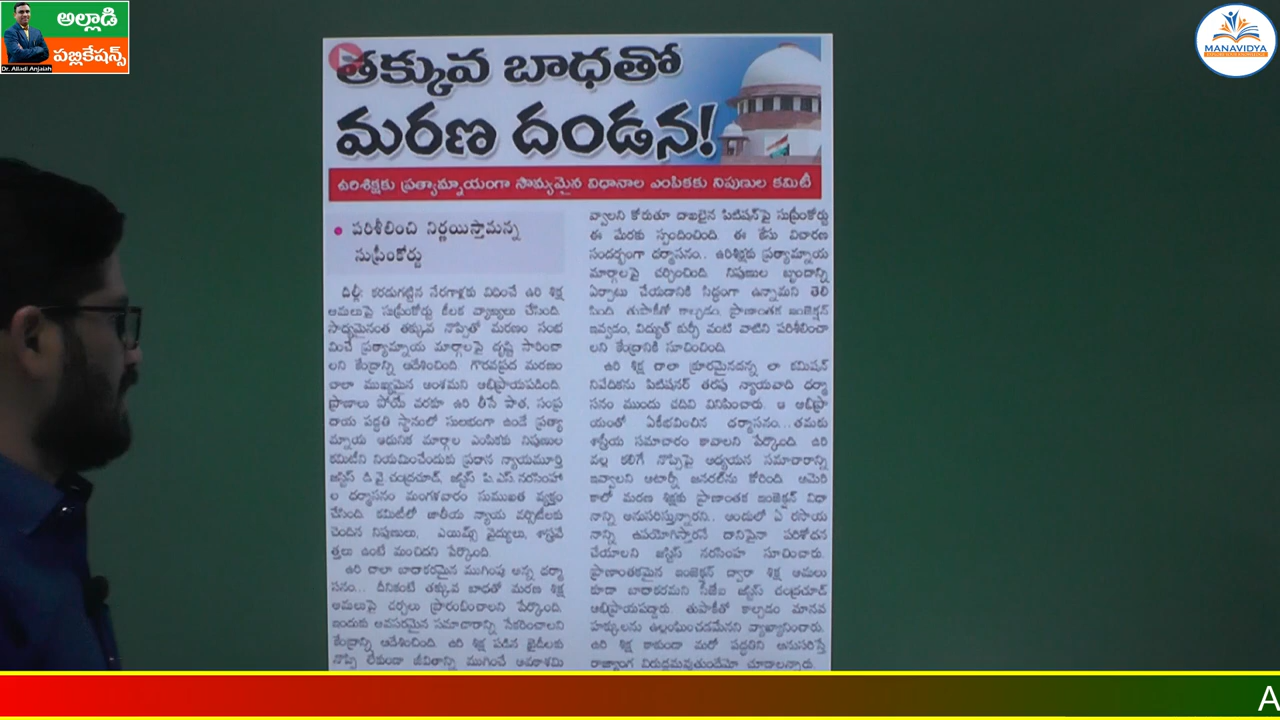 అల్లాడి
పబ్లికేషన్స్
Dr. Alladi Anjaiah
MANAVIDYA
తక్కువ బాధతో
మరణ దండన!
ఉరిశిక్షకు ప్రత్యామ్నాయంగా సౌమ్యమైన విధానాల ఎంపికకు నిపుణుల కమిటీ
• పరిశీలించి నిర్ణయిస్తామన్న
సుప్రీంకోర్టు
ఢిల్లీ: కరడుగట్టిన నేరగాళ్లకు విధించే ఉరి శిక్ష
అమలుపై సుప్రీంకోర్టు కీలక వ్యాఖ్యలు చేసింది.
సాధ్యమైనంత తక్కువ నొప్పితో మరణం సంభ
వించే ప్రత్యామ్నాయ మార్గాలపై దృష్టి సారించా
లని కేంద్రాన్ని ఆదేశించింది. గౌరవప్రద మరణం
చాలా ముఖ్యమైన అంశమని అభిప్రాయపడింది.
ప్రాణాలు పోయే వరకూ ఉరి తీసే పాత, సంప్ర
దాయ పద్ధతి స్థానంలో సులభంగా ఉండే ప్రత్యా
మ్నాయ ఆధునిక మార్గాల ఎంపికకు నిపుణుల
కమిటీని నియమించేందుకు ప్రధాన న్యాయమూర్తి
జస్టిస్ డి.వై.చంద్రచూడ్, జస్టిస్ పి.ఎస్.నరసింహా
ల ధర్మాసనం మంగళవారం సుముఖత వ్యక్తం
చేసింది. కమిటీలో జాతీయ న్యాయ వర్సిటీలకు
చెందిన నిపుణులు, ఎయిమ్స్ వైద్యులు, శాస్త్రవే
త్తలు ఉంటే మంచిదని పేర్కొంది.
ఉరి చాలా బాధాకరమైన ముగింపు అన్న ధర్మా
సనం... దీనికంటే తక్కువ బాధతో మరణ శిక్ష
అమలుపై చర్చలు ప్రారంభించాలని పేర్కొంది.
ఇందుకు అవసరమైన సమాచారాన్ని సేకరించాలని
కేంద్రాన్ని ఆదేశించింది. ఉరి శిక్ష పడిన ఖైదీలకు
నొప్పి లేకుండా జీవితాన్ని ముగించే అవకాశమి
వ్వాలని కోరుతూ దాఖలైన పిటిషన్‌పై సుప్రీంకోర్టు
ఈ మేరకు స్పందించింది. ఈ కేసు విచారణ
సందర్భంగా ధర్మాసనం.. ఉరిశిక్షకు ప్రత్యామ్నాయ
మార్గాలపై చర్చించింది. నిపుణుల బృందాన్ని
ఏర్పాటు చేయడానికి సిద్ధంగా ఉన్నామని తెలి
పింది. తుపాకీతో కాల్చడం, ప్రాణాంతక ఇంజెక్షన్
ఇవ్వడం, విద్యుత్ కుర్చీ వంటి వాటిని పరిశీలించా
లని కేంద్రానికి సూచించింది.
ఉరి శిక్ష చాలా క్రూరమైనదన్న లా కమిషన్
నివేదికను పిటిషనర్ తరపు న్యాయవాది ధర్మా
సనం ముందు చదివి వినిపించారు. ఆ అభిప్రా
యంతో ఏకీభవించిన ధర్మాసనం...తమకు
శాస్త్రీయ సమాచారం కావాలని పేర్కొంది. ఉరి
వల్ల కలిగే నొప్పిపై అధ్యయన సమాచారాన్ని
ఇవ్వాలని అటార్నీ జనరల్‌ను కోరింది. అమెరి
కాలో మరణ శిక్షకు ప్రాణాంతక ఇంజెక్షన్ విధా
నాన్ని అనుసరిస్తున్నారని.. అందులో ఏ రసాయ
నాన్ని ఉపయోగిస్తారనే దానిపైనా పరిశోధన
చేయాలని జస్టిస్ నరసింహ సూచించారు.
ప్రాణాంతకమైన ఇంజెక్షన్ ద్వారా శిక్ష అమలు
కూడా బాధాకరమని సీజేఐ జస్టిస్ చంద్రచూడ్
అభిప్రాయపడ్డారు. తుపాకీతో కాల్చడం మానవ
హక్కులను ఉల్లంఘించడమేనని వ్యాఖ్యానించారు.
ఉరి శిక్ష కాకుండా మరో పద్ధతిని అనుసరిస్తే
రాజ్యాంగ విరుద్ధమవుతుందేమో చూడాలన్నారు.
A